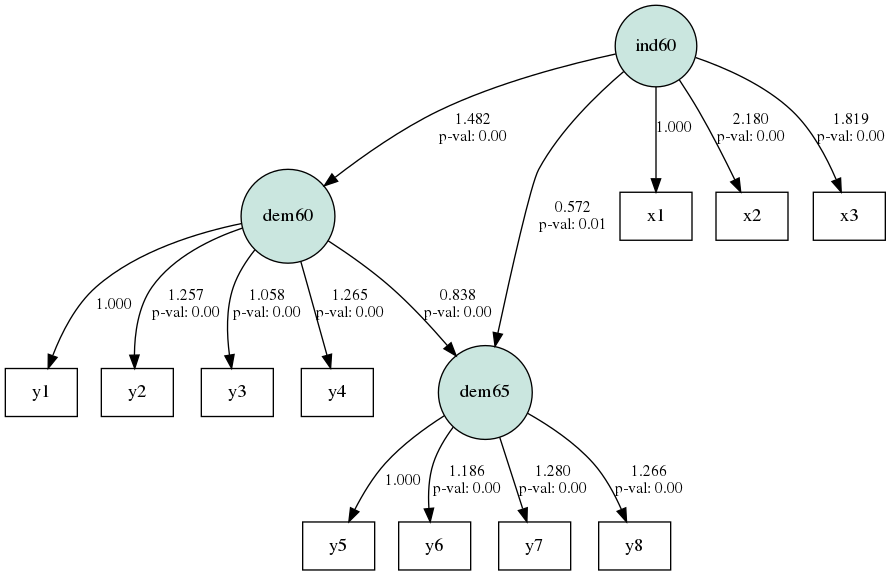 ind60
1.482
p-val: 0.00
1.000
2.180
p-val: 0.00
1.819
p-val: 0.00
dem60
0.572
p-val: 0.01
x1
x2
x3
1.000
1.257
p-val: 0.00
1.058
p-val: 0.00
1.265
p-val: 0.00
0.838
p-val: 0.00
y1
y2
y3
y4
dem65
1.000
1.186
p-val: 0.00
1.280
p-val: 0.00
1.266
p-val: 0.00
y5
y6
y7
y8